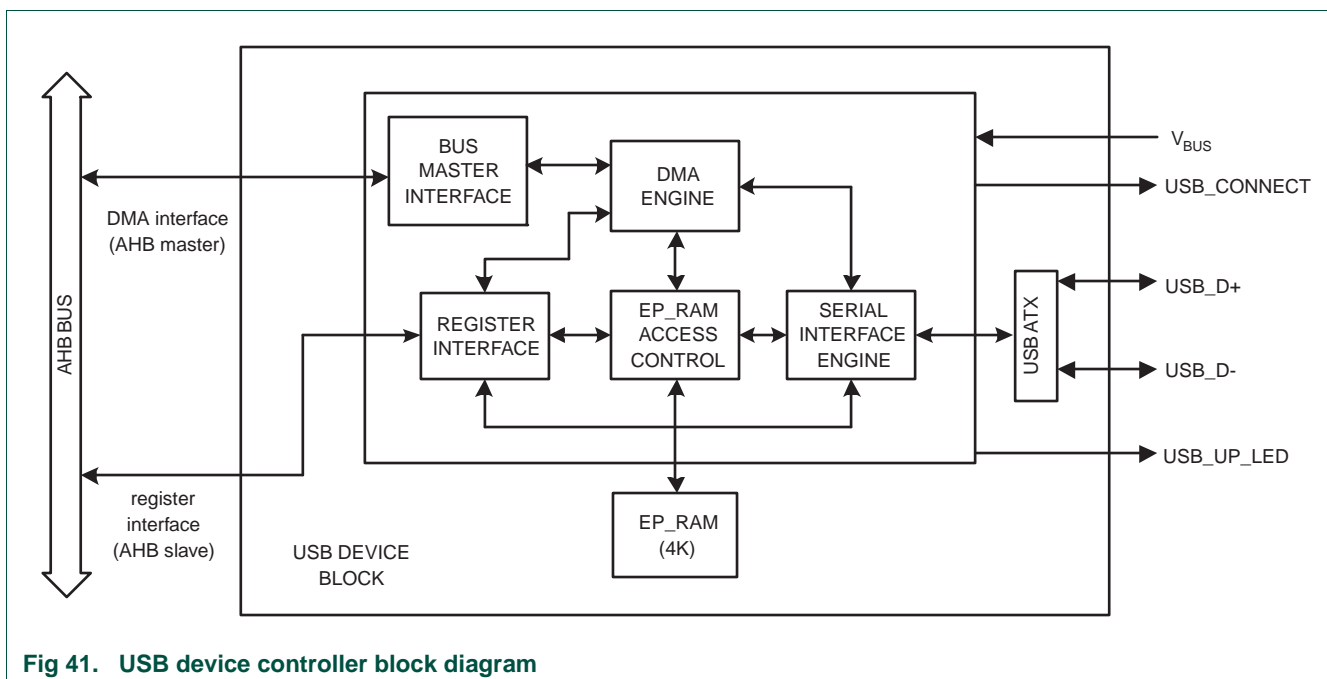 BUS
MASTER
INTERFACE
DMA
ENGINE
V_BUS
USB_CONNECT
DMA interface
(AHB master)
AHB BUS
REGISTER
INTERFACE
EP_RAM
ACCESS
CONTROL
SERIAL
INTERFACE
ENGINE
USB ATX
USB_D+
USB_D-
USB_UP_LED
register
interface
(AHB slave)
USB DEVICE
BLOCK
EP_RAM
(4K)
Fig 41. USB device controller block diagram